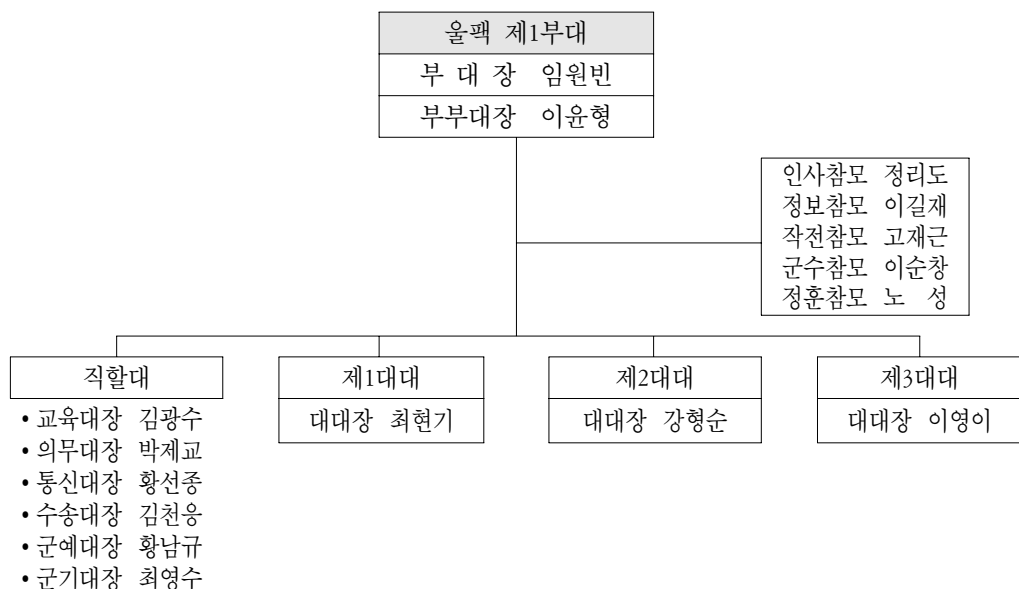 울팩 제1부대
부 대 장 임원빈
부부대장 이윤형
인사참모 정리도
정보참모 이길재
작전참모 고재근
군수참모 이순창
정훈참모 노 성
직할대
• 교육대장 김광수
• 의무대장 박제교
• 통신대장 황선종
• 수송대장 김천응
• 군예대장 황남규
• 군기대장 최영수
제1대대
대대장 최현기
제2대대
대대장 강형순
제3대대
대대장 이영이